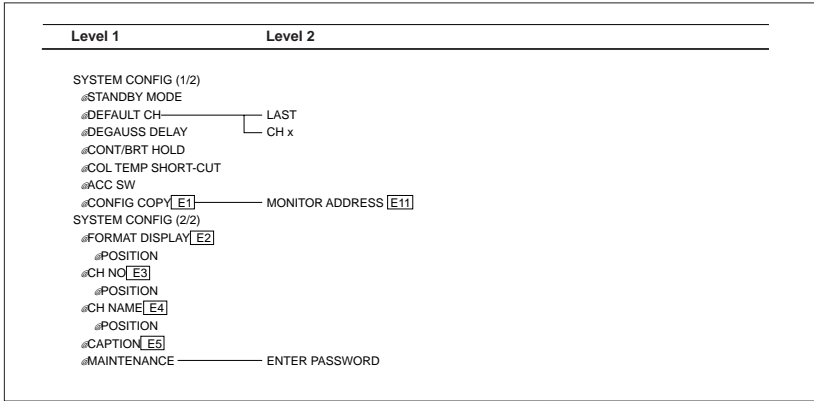 Level 1 Level 2
SYSTEM CONFIG (1/2)
STANDBY MODE
DEFAULT CH LAST
DEGAUSS DELAY CH x
CONT/BRT HOLD
COL TEMP SHORT-CUT
ACC SW
CONFIG COPY E1 MONITOR ADDRESS E11
SYSTEM CONFIG (2/2)
FORMAT DISPLAY E2
POSITION
CH NO E3
POSITION
CH NAME E4
POSITION
CAPTION E5
MAINTENANCE ENTER PASSWORD